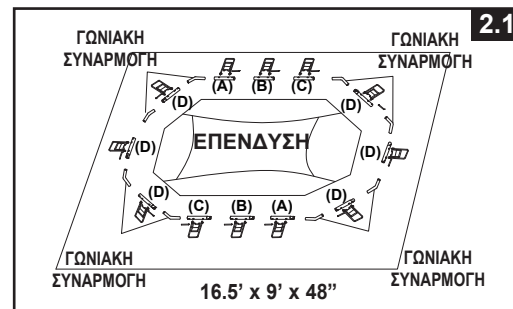 2.1
ΓΩΝΙΑΚΗ
ΣΥΝΑΡΜΟΓΗ
ΓΩΝΙΑΚΗ
ΣΥΝΑΡΜΟΓΗ
(A) (B) (C)
(D) (D)
(D) ΕΠΕΝΔΥΣΗ (D)
(D) (D)
(C) (B) (A)
ΓΩΝΙΑΚΗ
ΣΥΝΑΡΜΟΓΗ
ΓΩΝΙΑΚΗ
ΣΥΝΑΡΜΟΓΗ
16.5’ x 9’ x 48”